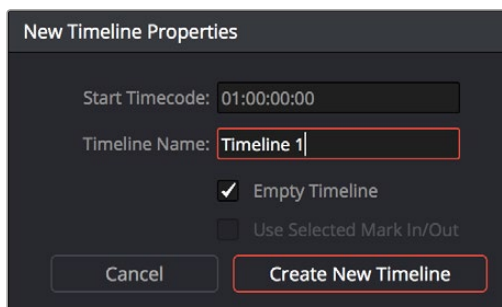 New Timeline Properties
Start Timecode: 01:00:00:00
Timeline Name: Timeline 1
Empty Timeline
Use Selected Mark In/Out
Cancel Create New Timeline